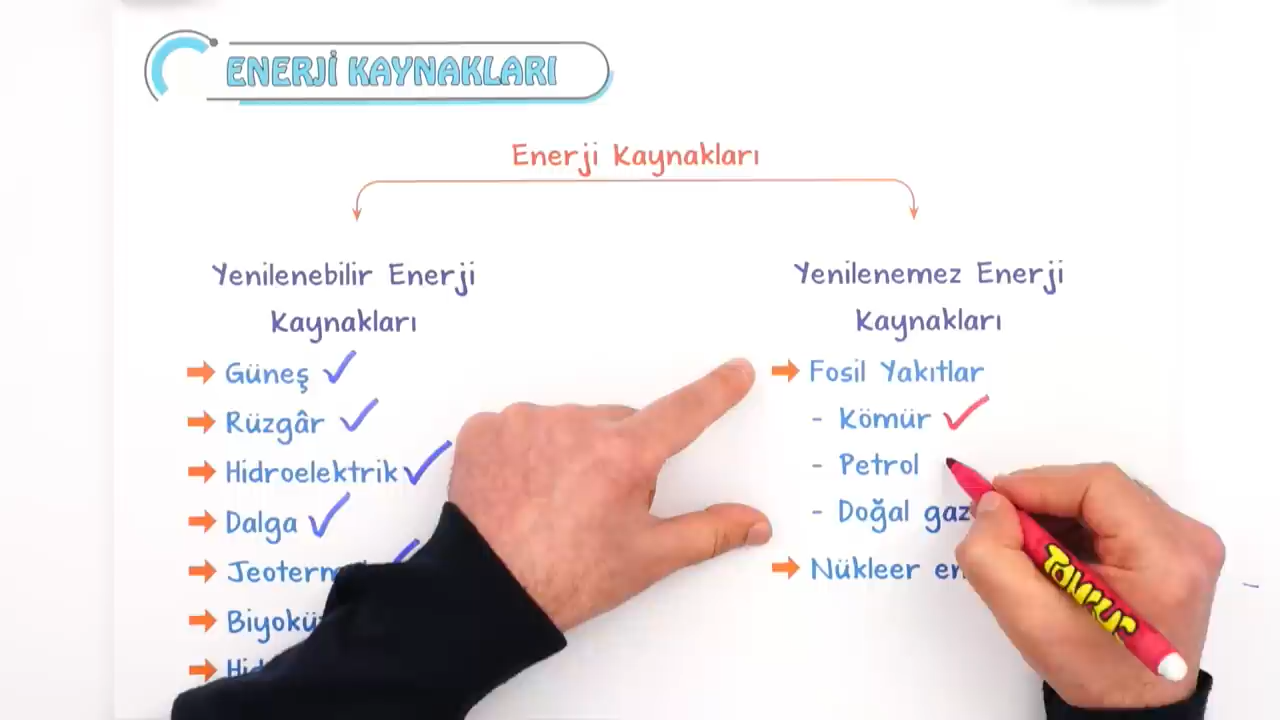 ENERJİ KAYNAKLARI
Enerji Kaynakları
Yenilenebilir Enerji
Kaynakları
Güneş
Rüzgâr
Hidroelektrik
Dalga
Yenilenemez Enerji
Kaynakları
Fosil Yakıtlar
- Kömür
- Petrol
- Doğal gaz
Nükleer